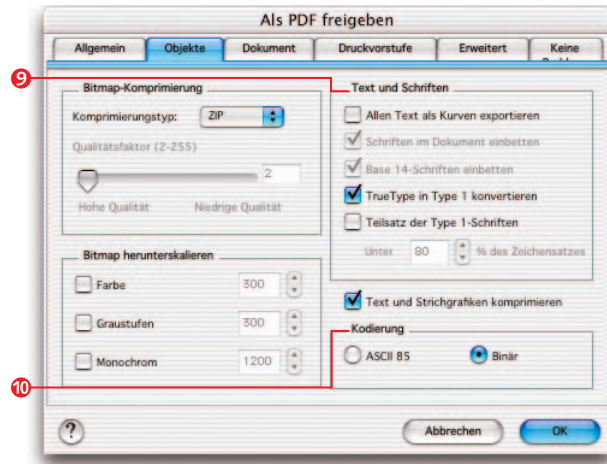 Als PDF freigeben
Allgemein Objekte Dokument Druckvorstufe Erweitert Keine
9
Bitmap-Komprimierung
Komprimierungstyp: ZIP
Qualitätsfaktor (2-255)
2
Hohe Qualität Niedrige Qualität
Bitmap herunterskalieren
Farbe 300
Graustufen 300
Monochrom 1200
Text und Schriften
Allen Text als Kurven exportieren
Schriften im Dokument einbetten
Base 14-Schriften einbetten
TrueType in Type 1 konvertieren
Teilsatz der Type 1-Schriften
Unter 80 % des Zeichensatzes
Text und Strichgrafiken komprimieren
10
Kodierung
ASCII 85 Binär
?
Abbrechen OK